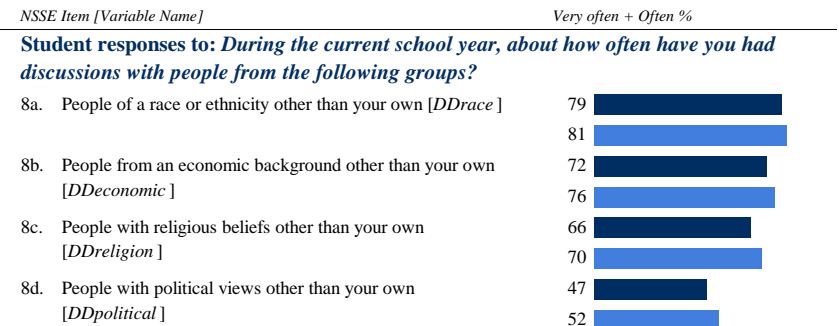 NSSE Item [Variable Name] Very often + Often %
Student responses to: During the current school year, about how often have you had
discussions with people from the following groups?
8a. People of a race or ethnicity other than your own [DDrace ] 79
81
8b. People from an economic background other than your own 72
[DDeconomic ] 76
8c. People with religious beliefs other than your own 66
[DDreligion ] 70
8d. People with political views other than your own 47
[DDpolitical ] 52